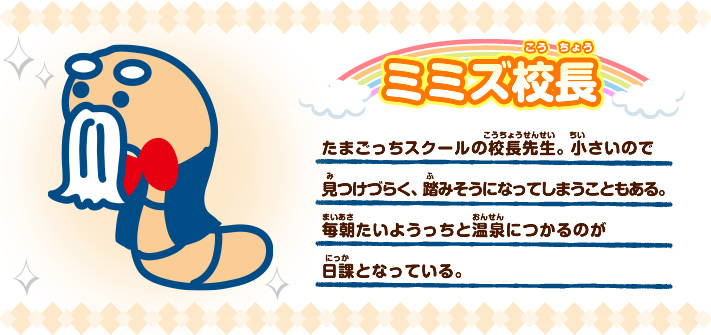 こうちょう
ミミズ校長
こうちょうせんせい ちい
たまごっちスクールの校長先生。小さいので
み ふ
見つけづらく、踏みそうになってしまうこともある。
まいあさ おんせん
毎朝たいようっちと温泉につかるのが
にっか
日課となっている。